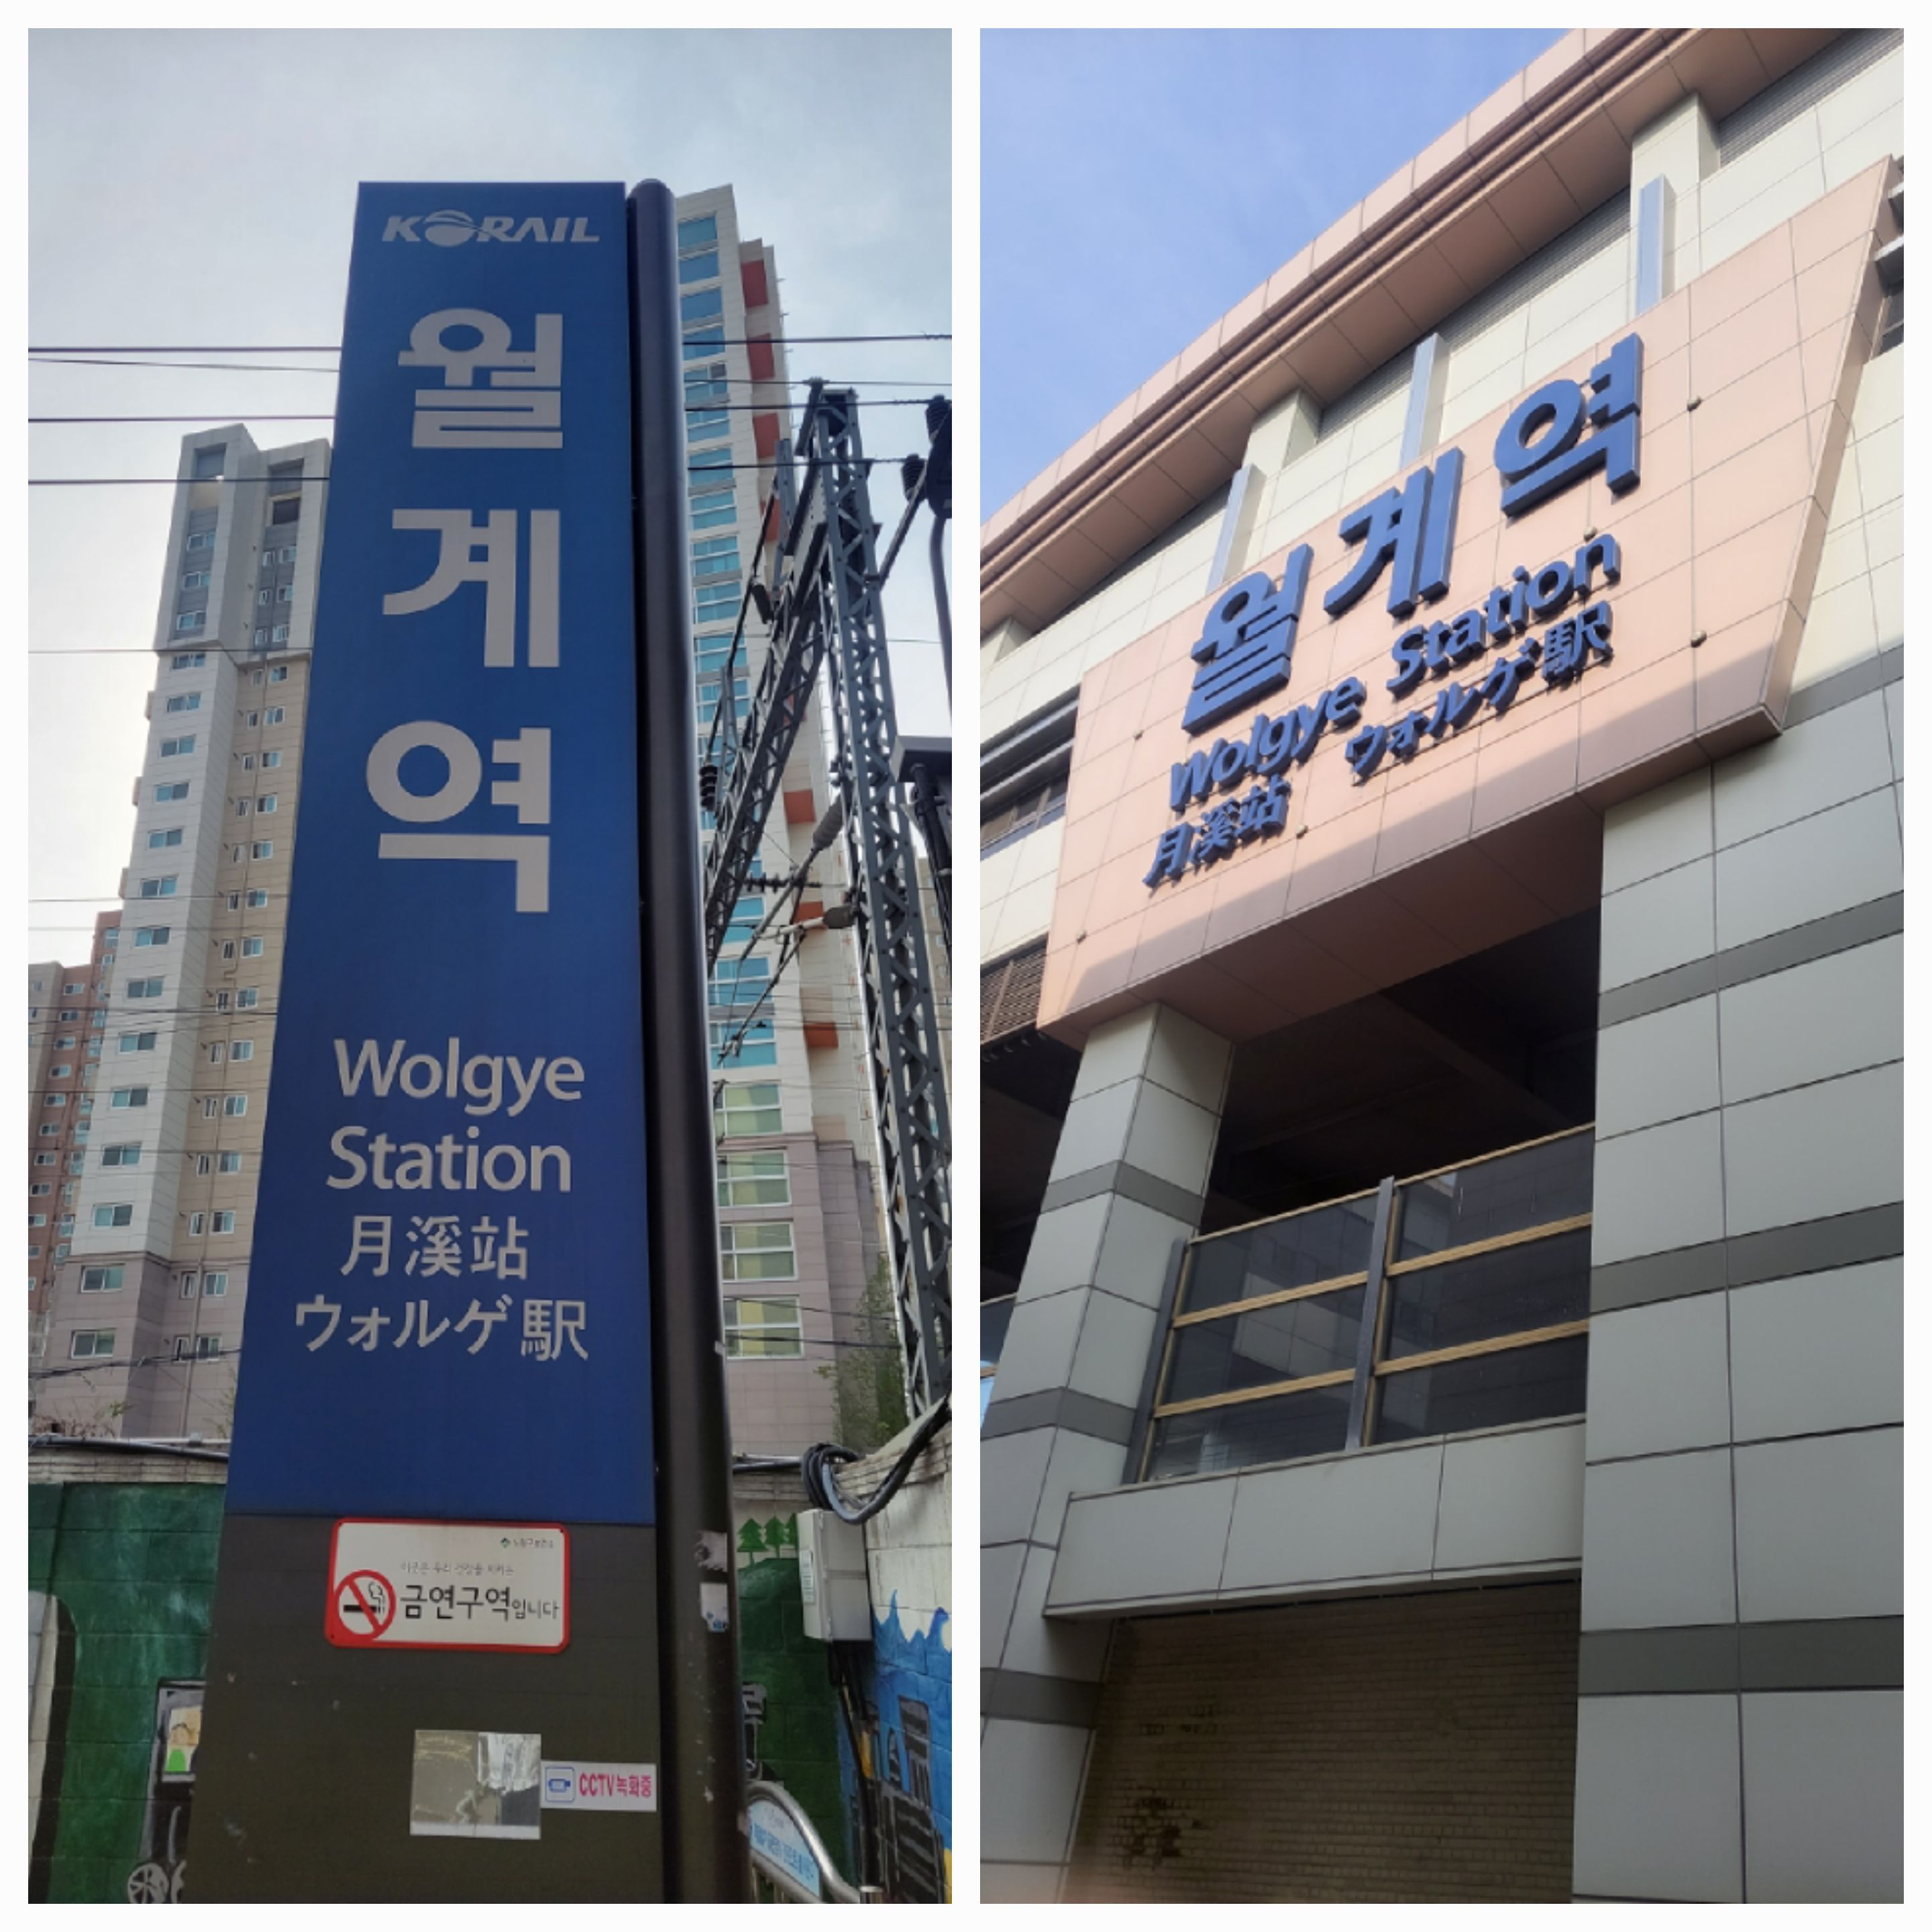 KORAIL
월
계
역
Wolgye
Station
月溪站
ウォルゲ駅
금연구역입니다
CCTV녹화중
월계역
Wolgye Station
月溪站 ウォルゲ駅